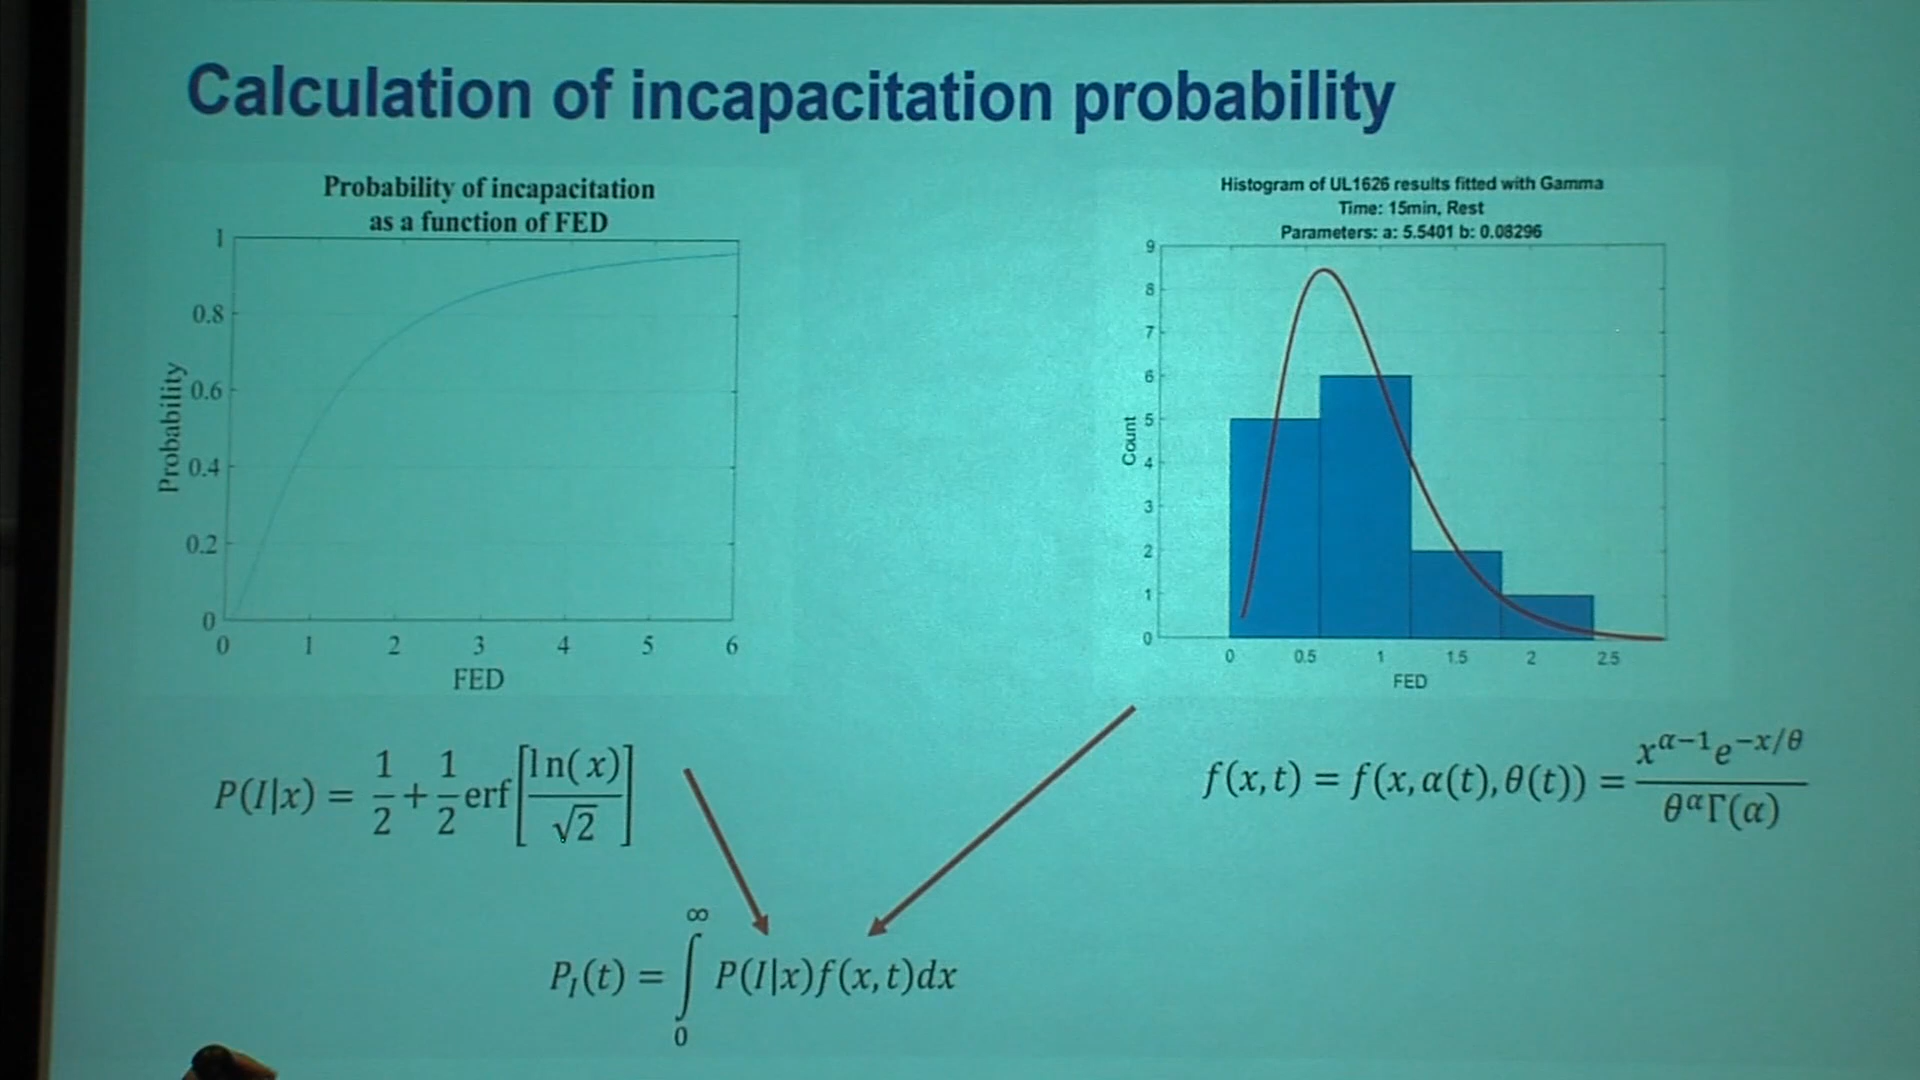 Calculation of incapacitation probability
Probability of incapacitation
as a function of FED
Probability
1
0.8
0.6
0.4
0.2
0
0 1 2 3 4 5 6
FED
Histogram of UL1626 results fitted with Gamma
Time: 15min, Rest
Parameters: a: 5.5401 b: 0.08296
Count
9
8
7
6
5
4
3
2
1
0
0 0.5 1 1.5 2 2.5
FED
P(I|x) = 1/2 + 1/2 erf[ln(x)/√2]
f(x, t) = f(x, α(t), θ(t)) = x^{α−1}e^{−x/θ}/θ^αΓ(α)
P_I(t) = ∫_0^∞ P(I|x)f(x, t)dx